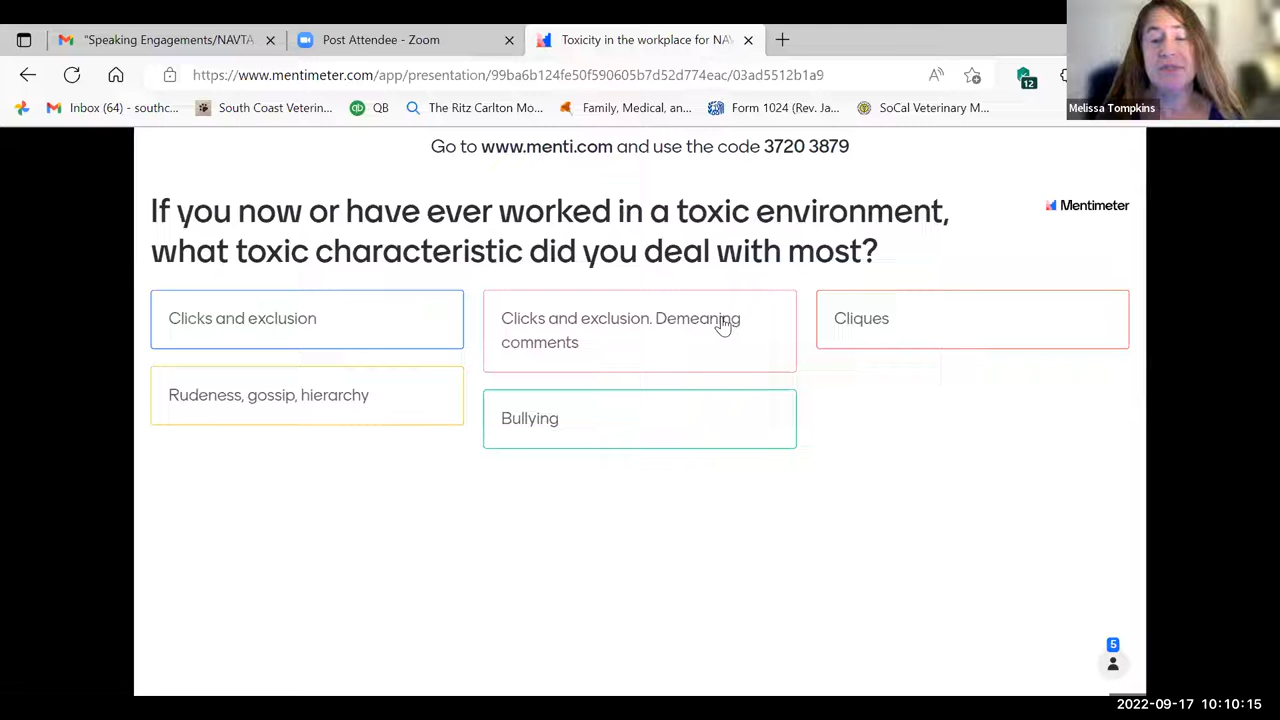 "Speaking Engagements/NAVTA
Post Attendee - Zoom
Toxicity in the workplace for NAV
https://www.mentimeter.com/app/presentation/99ba6b124fe50f590605b7d52d774eac/03ad5512b1a9
12
Melissa Tompkins
Inbox (64) - southc...
South Coast Veterin...
QB
The Ritz Carlton Mo...
Family, Medical, an...
Form 1024 (Rev. Ja...
SoCal Veterinary M...
Go to www.menti.com and use the code 3720 3879
If you now or have ever worked in a toxic environment,
what toxic characteristic did you deal with most?
Mentimeter
Clicks and exclusion
Clicks and exclusion. Demeaning
comments
Cliques
Rudeness, gossip, hierarchy
Bullying
5
2022-09-17 10:10:15